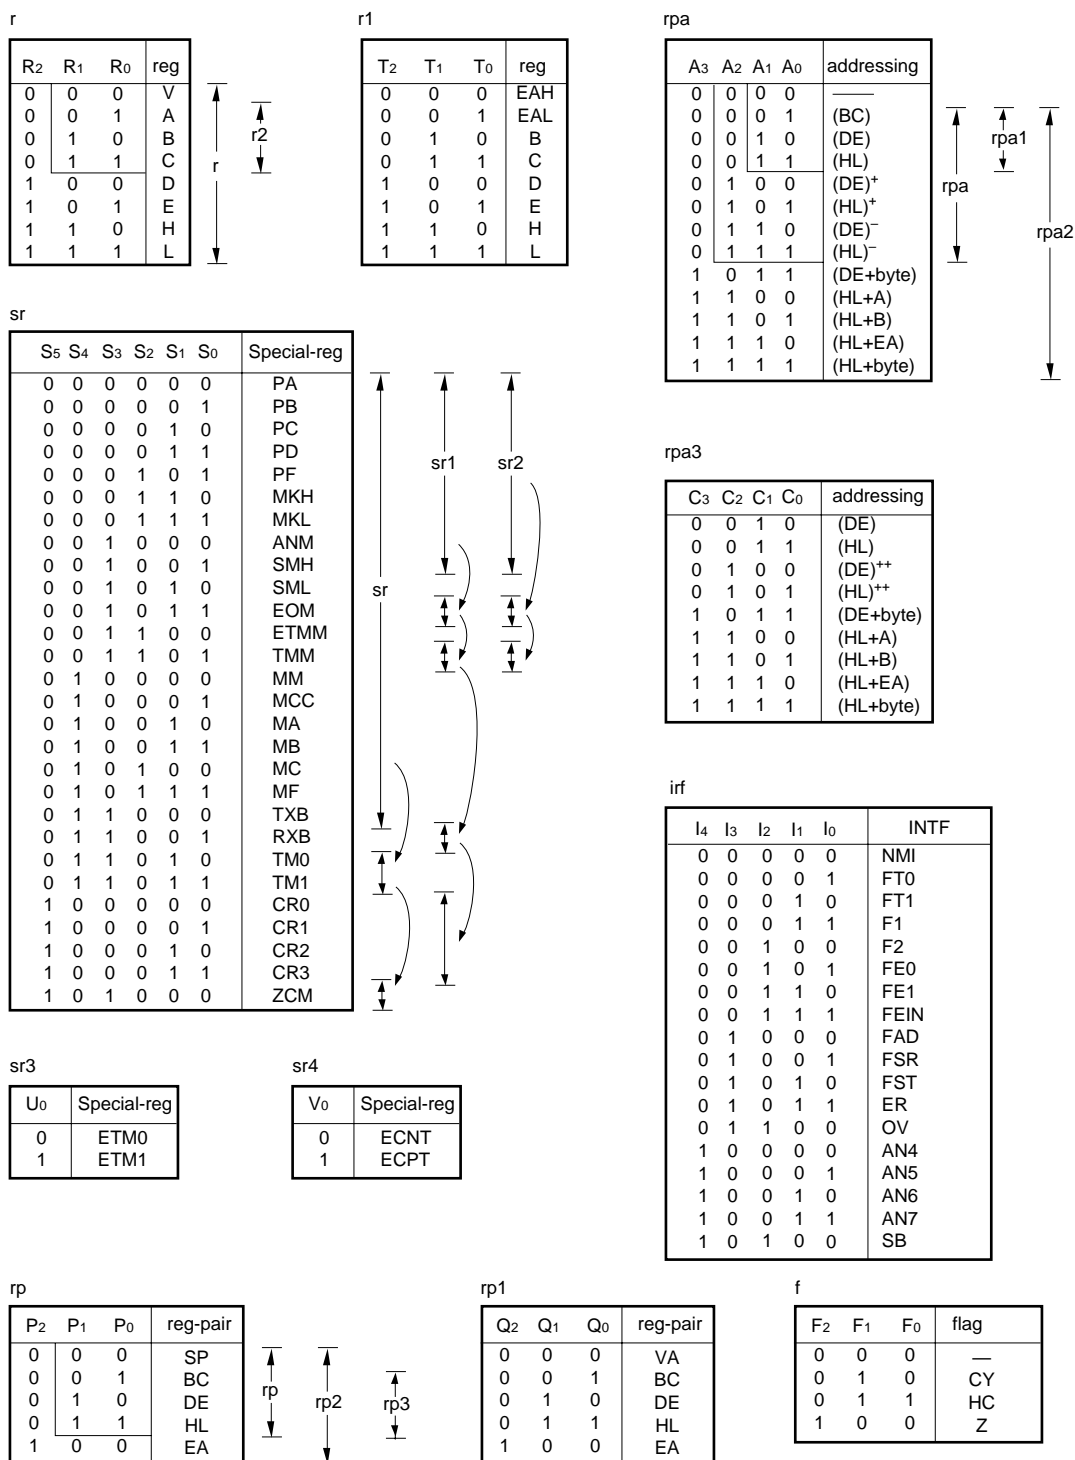 r
R2 R1 R0 reg
0 0 0 V
0 0 1 A
0 1 0 B
0 1 1 C
1 0 0 D
1 0 1 E
1 1 0 H
1 1 1 L
r
r2
r1
T2 T1 T0 reg
0 0 0 EAH
0 0 1 EAL
0 1 0 B
0 1 1 C
1 0 0 D
1 0 1 E
1 1 0 H
1 1 1 L
rpa
A3 A2 A1 A0 addressing
0 0 0 0 —
0 0 0 1 (BC)
0 0 1 0 (DE)
0 0 1 1 (HL)
0 1 0 0 (DE)+
0 1 0 1 (HL)+
0 1 1 0 (DE)–
0 1 1 1 (HL)–
1 0 1 1 (DE+byte)
1 1 0 0 (HL+A)
1 1 0 1 (HL+B)
1 1 1 0 (HL+EA)
1 1 1 1 (HL+byte)
rpa
rpa1
rpa2
sr
S5 S4 S3 S2 S1 S0 Special-reg
0 0 0 0 0 0 PA
0 0 0 0 0 1 PB
0 0 0 0 1 0 PC
0 0 0 0 1 1 PD
0 0 0 1 0 1 PF
0 0 0 1 1 0 MKH
0 0 0 1 1 1 MKL
0 0 1 0 0 0 ANM
0 0 1 0 0 1 SMH
0 0 1 0 1 0 SML
0 0 1 0 1 1 EOM
0 0 1 1 0 0 ETMM
0 0 1 1 0 1 TMM
0 1 0 0 0 0 MM
0 1 0 0 0 1 MCC
0 1 0 0 1 0 MA
0 1 0 0 1 1 MB
0 1 0 1 0 0 MC
0 1 0 1 1 1 MF
0 1 1 0 0 0 TXB
0 1 1 0 0 1 RXB
0 1 1 0 1 0 TM0
0 1 1 0 1 1 TM1
1 0 0 0 0 0 CR0
1 0 0 0 0 1 CR1
1 0 0 0 1 0 CR2
1 0 0 0 1 1 CR3
1 0 1 0 0 0 ZCM
sr
sr1
sr2
rpa3
C3 C2 C1 C0 addressing
0 0 1 0 (DE)
0 0 1 1 (HL)
0 1 0 0 (DE)++
0 1 0 1 (HL)++
1 0 1 1 (DE+byte)
1 1 0 0 (HL+A)
1 1 0 1 (HL+B)
1 1 1 0 (HL+EA)
1 1 1 1 (HL+byte)
irf
I4 I3 I2 I1 I0 INTF
0 0 0 0 0 NMI
0 0 0 0 1 FT0
0 0 0 1 0 FT1
0 0 0 1 1 F1
0 0 1 0 0 F2
0 0 1 0 1 FE0
0 0 1 1 0 FE1
0 0 1 1 1 FEIN
0 1 0 0 0 FAD
0 1 0 0 1 FSR
0 1 0 1 0 FST
0 1 0 1 1 ER
0 1 1 0 0 OV
1 0 0 0 0 AN4
1 0 0 0 1 AN5
1 0 0 1 0 AN6
1 0 0 1 1 AN7
1 0 1 0 0 SB
sr3
U0 Special-reg
0 ETM0
1 ETM1
sr4
V0 Special-reg
0 ECNT
1 ECPT
rp
P2 P1 P0 reg-pair
0 0 0 SP
0 0 1 BC
0 1 0 DE
0 1 1 HL
1 0 0 EA
rp
rp2
rp3
rp1
Q2 Q1 Q0 reg-pair
0 0 0 VA
0 0 1 BC
0 1 0 DE
0 1 1 HL
1 0 0 EA
f
F2 F1 F0 flag
0 0 0 —
0 1 0 CY
0 1 1 HC
1 0 0 Z